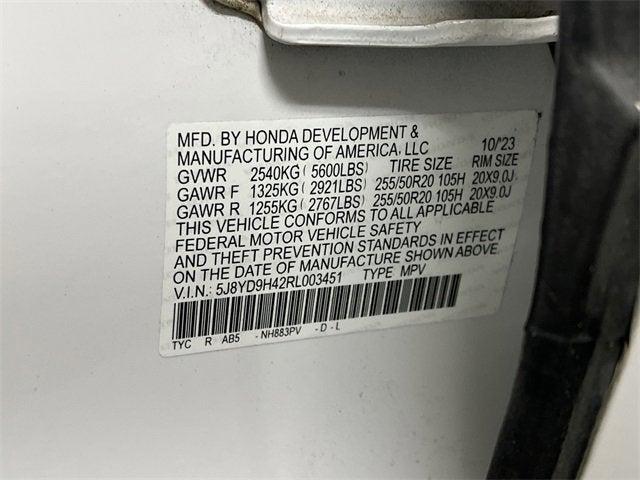 MFD. BY HONDA DEVELOPMENT &
MANUFACTURING OF AMERICA, LLC 10/'23
GVWR 2540KG ( 5600LBS) TIRE SIZE RIM SIZE
GAWR F 1325KG ( 2921LBS) 255/50R20 105H 20X9.0J
GAWR R 1255KG ( 2767LBS) 255/50R20 105H 20X9.0J
THIS VEHICLE CONFORMS TO ALL APPLICABLE
FEDERAL MOTOR VEHICLE SAFETY
AND THEFT PREVENTION STANDARDS IN EFFECT
ON THE DATE OF MANUFACTURE SHOWN ABOVE.
V.I.N.: 5J8YD9H42RL003451 TYPE MPV
TYC R AB5 - NH883PV - D - L